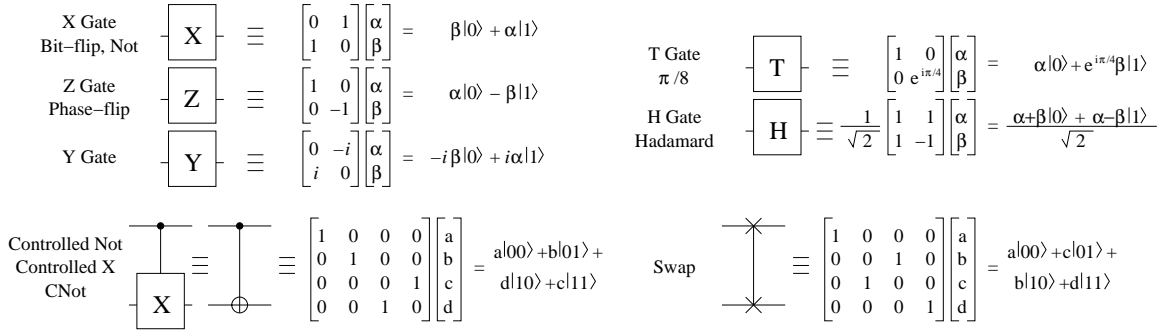 X Gate
Bit−flip, Not
X ≡ [0 1; 1 0] [α; β] = β|0⟩ + α|1⟩
Z Gate
Phase−flip
Z ≡ [1 0; 0 −1] [α; β] = α|0⟩ − β|1⟩
Y Gate
Y ≡ [0 −i; i 0] [α; β] = −iβ|0⟩ + iα|1⟩
T Gate
π/8
T ≡ [1 0; 0 e^{iπ/4}] [α; β] = α|0⟩ + e^{iπ/4}β|1⟩
H Gate
Hadamard
H ≡ 1/√2 [1 1; 1 −1] [α; β] = α+β|0⟩ + α−β|1⟩ / √2
Controlled Not
Controlled X
CNot
X ≡ ≡
1 0 0 0 a
0 1 0 0 b
0 0 0 1 c
0 0 1 0 d
= a|00⟩ +b|01⟩ +
d|10⟩ +c|11⟩
Swap
≡
1 0 0 0 a
0 0 1 0 b
0 1 0 0 c
0 0 0 1 d
= a|00⟩ +c|01⟩ +
b|10⟩ +d|11⟩